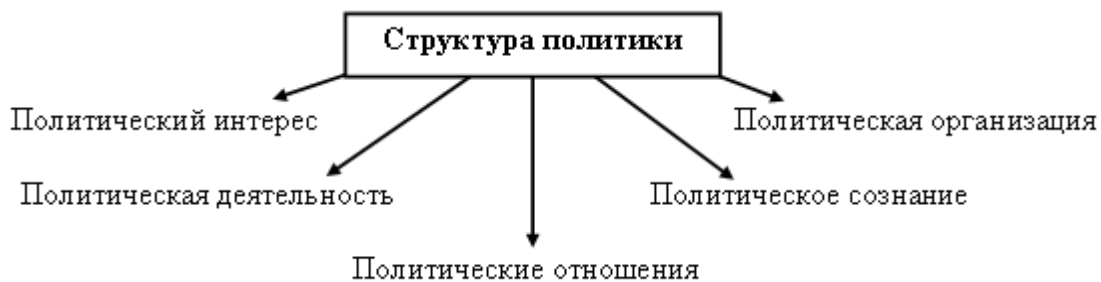 Структура политики
Политический интерес
Политическая организация
Политическая деятельность
Политическое сознание
Политические отношения